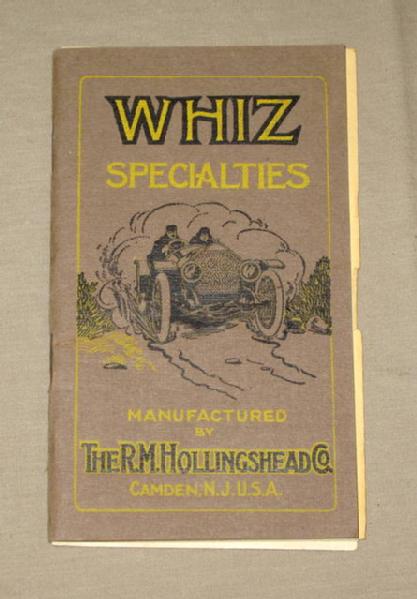 WHIZ
SPECIALTIES
MANUFACTURED
BY
THE R.M. HOLLINGSHEAD CO.
CAMDEN, N.J. U.S.A.